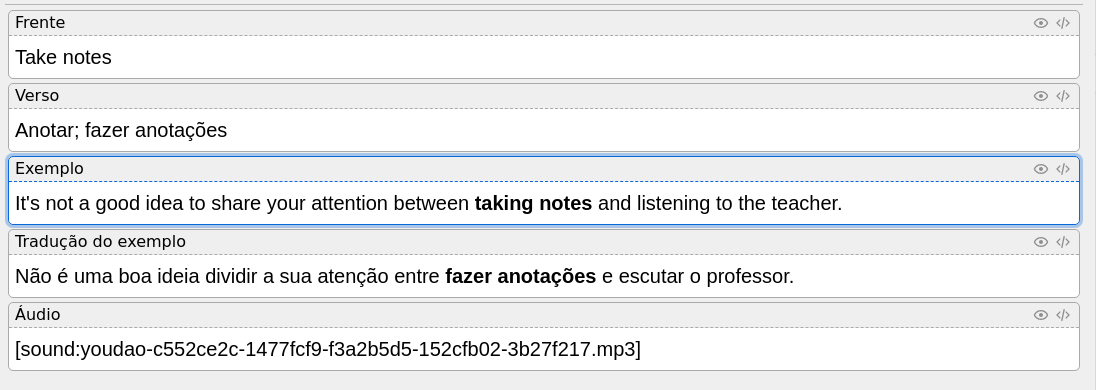 Frente
Take notes
Verso
Anotar; fazer anotações
Exemplo
It's not a good idea to share your attention between taking notes and listening to the teacher.
Tradução do exemplo
Não é uma boa ideia dividir a sua atenção entre fazer anotações e escutar o professor.
Áudio
[sound:youdao-c552ce2c-1477fcf9-f3a2b5d5-152cfb02-3b27f217.mp3]